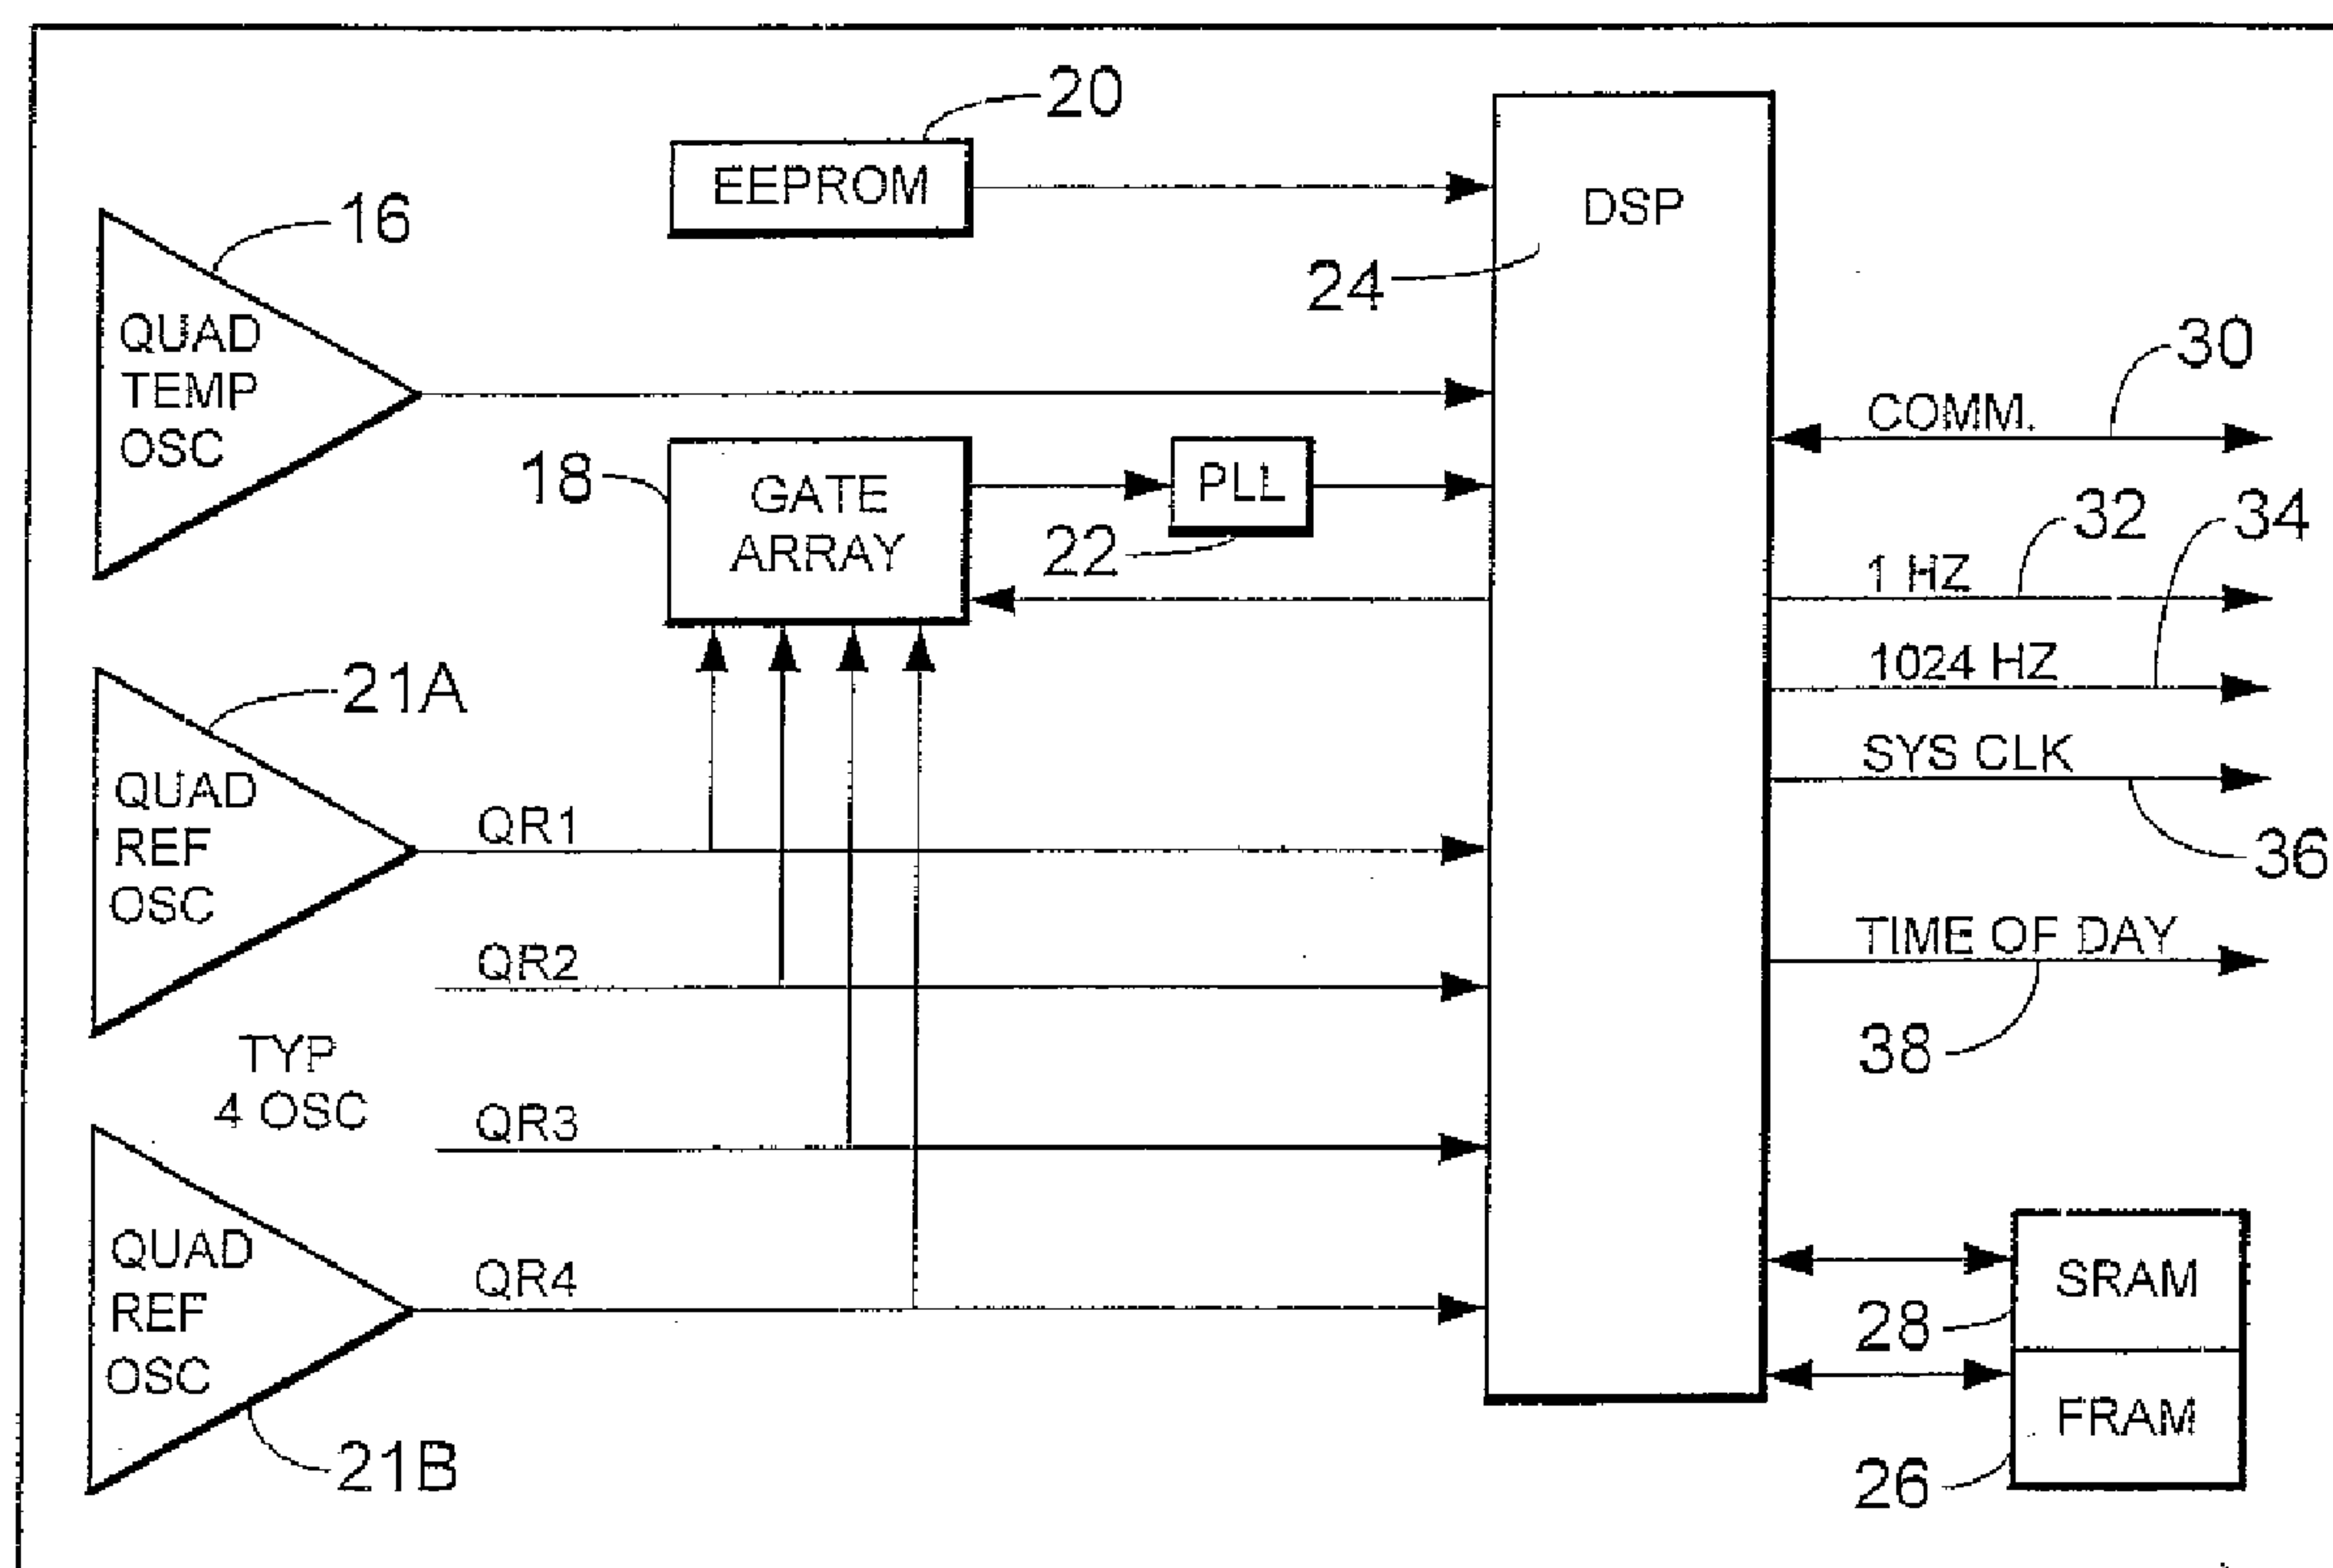 20
EEPROM
DSP
16
24
QUAD
TEMP
OSC
30
COMM.
18
GATE
ARRAY
PLL
22
32
34
1 HZ
1024 HZ
21A
SYS CLK
36
QUAD
REF
OSC
QR1
QR2
TIME OF DAY
38
TYP
4 OSC
QR3
QUAD
REF
OSC
QR4
21B
SRAM
28
FRAM
26